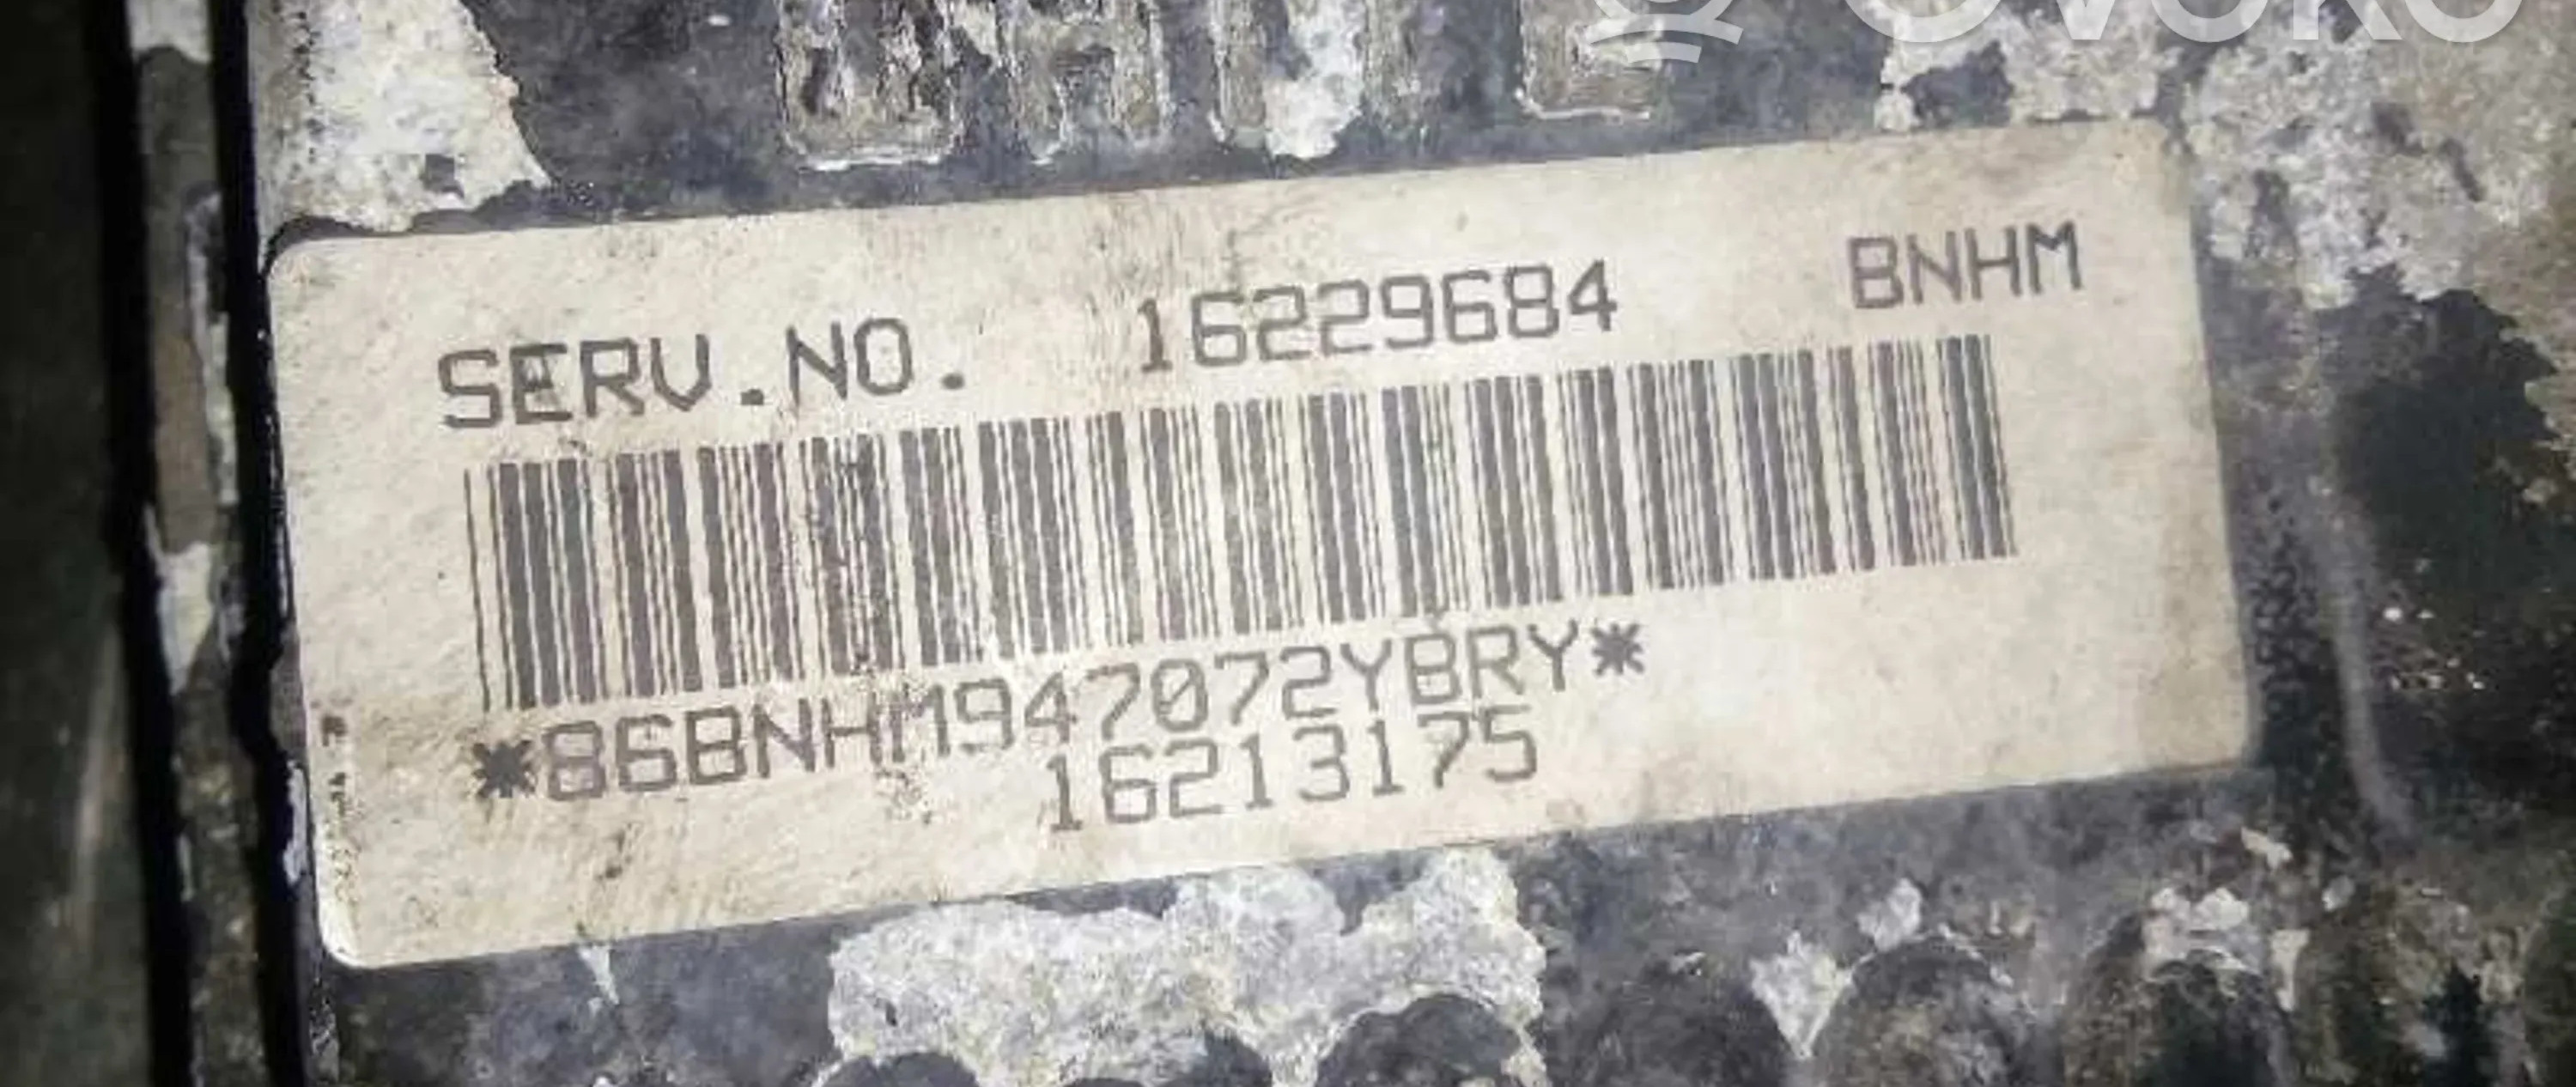 SERV.NO. 16229684 BNHM
*86BNHM947072YBRY*
16213175